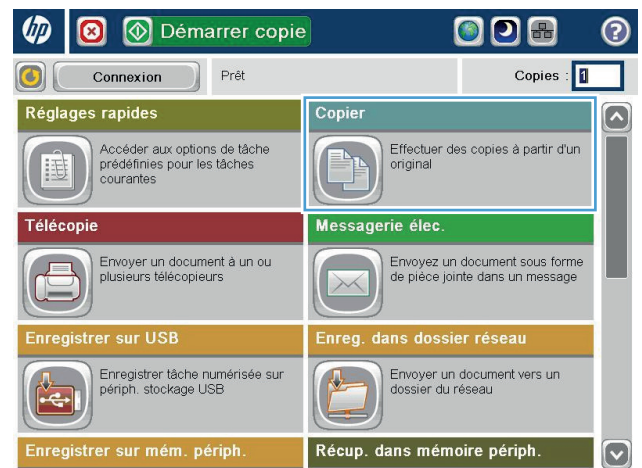 hp
Démarrer copie
?
Connexion
Prêt
Copies : 1
Réglages rapides
Accéder aux options de tâche
prédéfinies pour les tâches
courantes
Copier
Effectuer des copies à partir d'un
original
Télécopie
Envoyer un document à un ou
plusieurs télécopieurs
Messagerie élec.
Envoyez un document sous forme
de pièce jointe dans un message
Enregistrer sur USB
Enregistrer tâche numérisée sur
périph. stockage USB
Enreg. dans dossier réseau
Envoyer un document vers un
dossier du réseau
Enregistrer sur mém. périph.
Récup. dans mémoire périph.